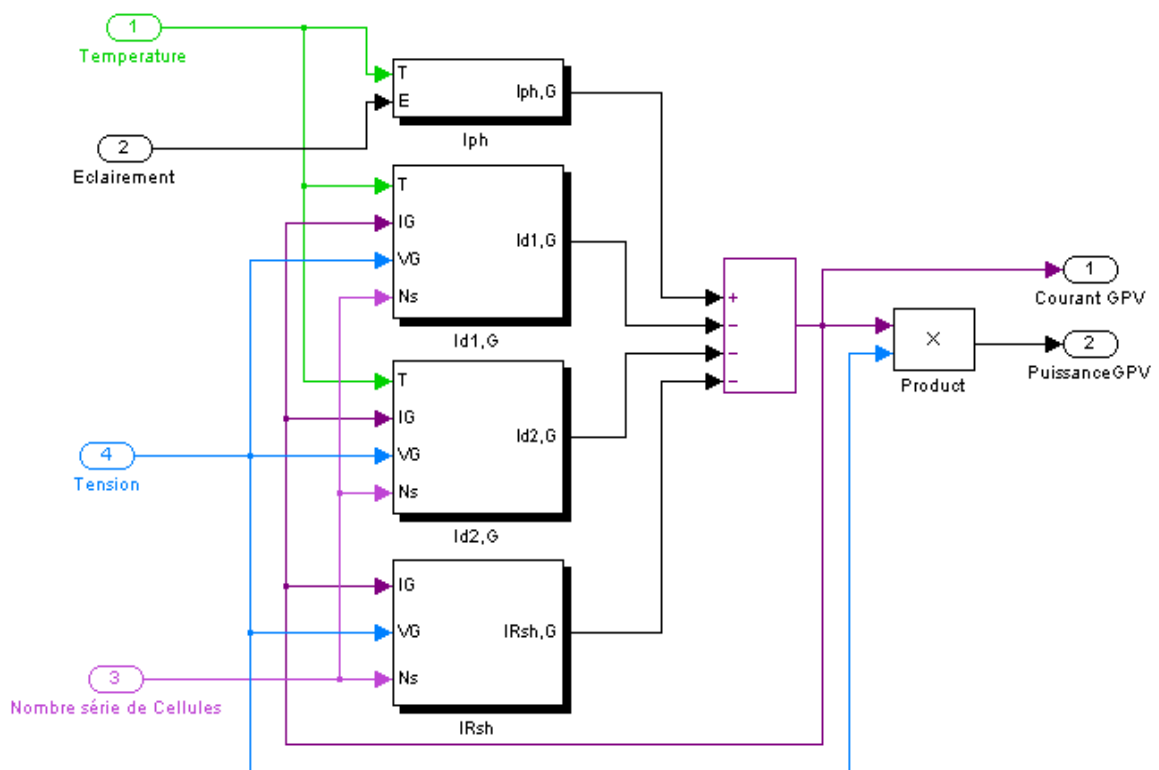 1
Temperature
2
Eclairement
T
E
Iph,G
Iph
T
IG
VG
Ns
Id1,G
Id1,G
T
IG
VG
Ns
Id2,G
Id2,G
4
Tension
IG
VG
Ns
IRsh,G
IRsh
3
Nombre série de Cellules
+
−
−
−
×
Product
1
Courant GPV
2
PuissanceGPV